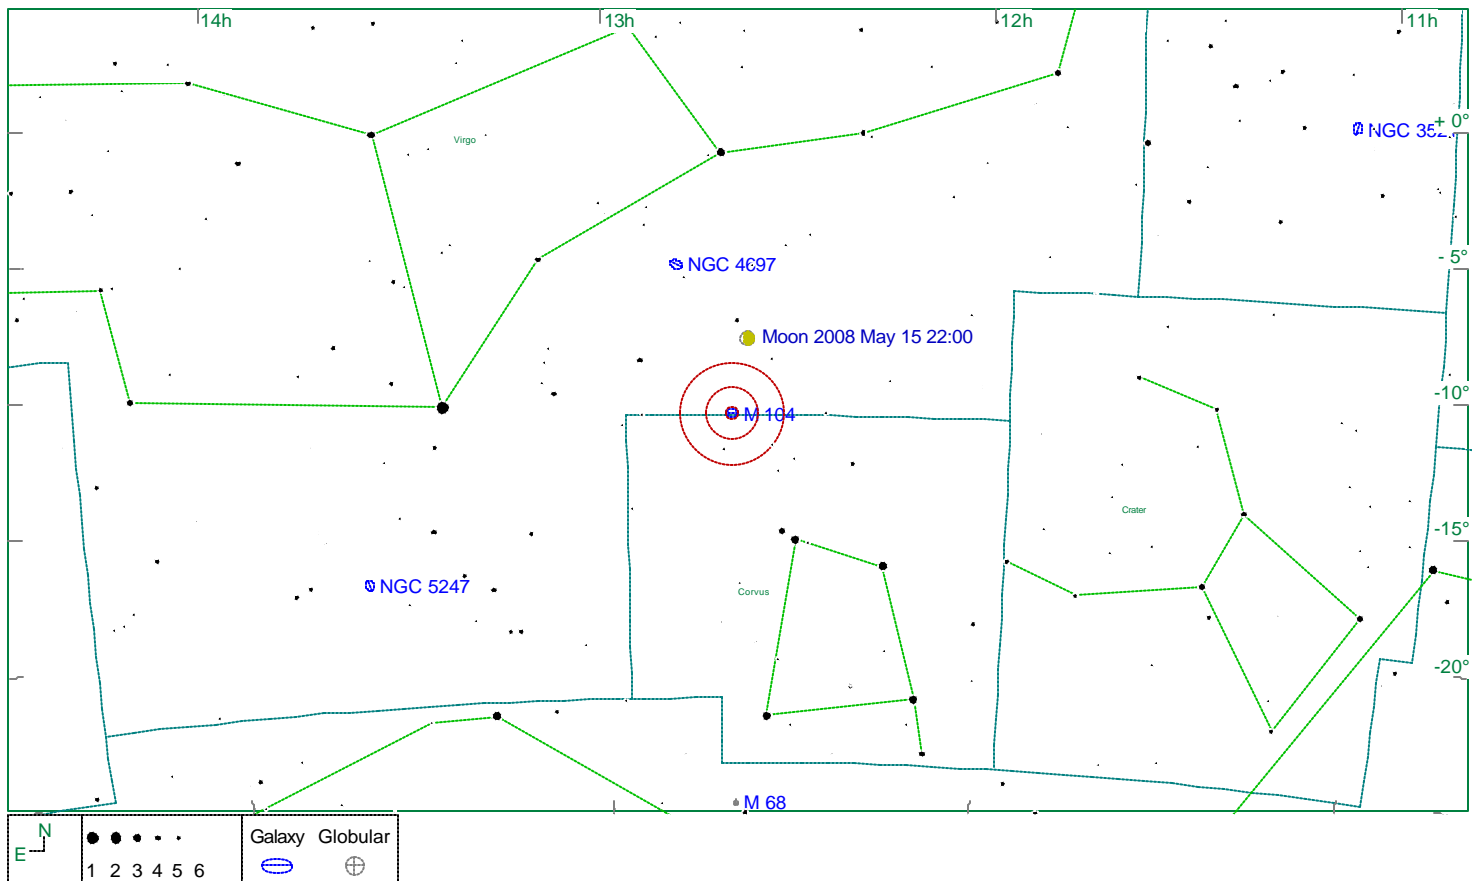 14h 13h 12h 11h
Virgo
+ 0°
NGC 352
NGC 4697
- 5°
Moon 2008 May 15 22:00
-10°
M 104
Crater
-15°
NGC 5247
Corvus
-20°
M 68
N
E
Galaxy Globular
1 2 3 4 5 6